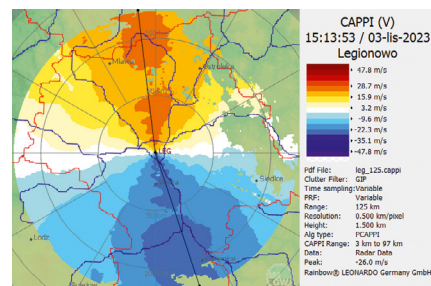 CAPPI (V)
15:13:53 / 03-lis-2023
Legionowo
47.8 m/s
28.7 m/s
15.9 m/s
3.2 m/s
-9.6 m/s
-22.3 m/s
-35.1 m/s
-47.8 m/s
Pdf File: leg_125.cappi
Clutter Filter: GIP
Time sampling:Variable
PRF: Variable
Range: 125 km
Resolution: 0.500 km/pixel
Height: 1.500 km
Alg type: PCAPPI
CAPPI Range: 3 km to 97 km
Data: Radar Data
Peak: -26.0 m/s
Rainbow® LEONARDO Germany GmbH
Mława
LEG
Siedlce
Łódź